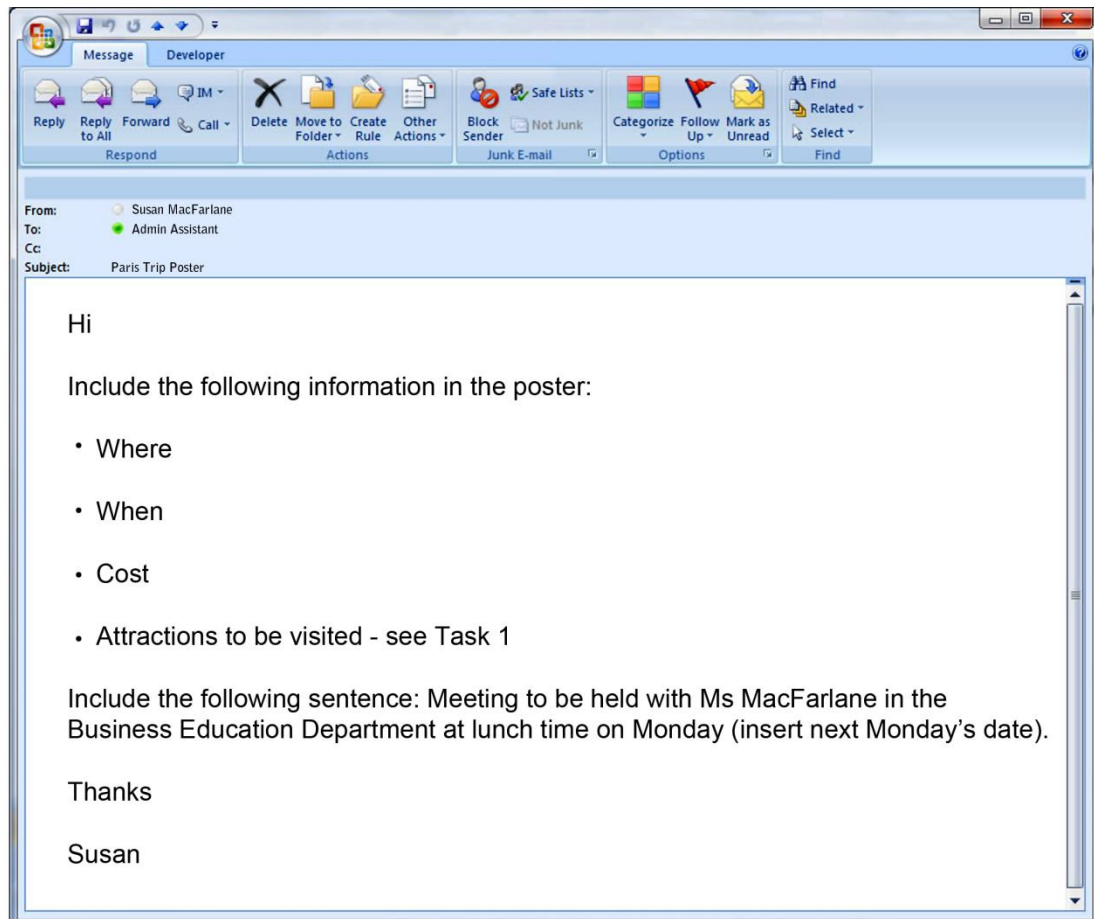 Message Developer
Reply Reply to All Forward IM Call
Delete Move to Folder Create Rule Other Actions
Block Sender Safe Lists Not Junk
Categorize Follow Up Mark as Unread
Find Related Select
Respond Actions Junk E-mail Options Find
From: Susan MacFarlane
To: Admin Assistant
Cc:
Subject: Paris Trip Poster
Hi
Include the following information in the poster:
• Where
• When
• Cost
• Attractions to be visited - see Task 1
Include the following sentence: Meeting to be held with Ms MacFarlane in the
Business Education Department at lunch time on Monday (insert next Monday's date).
Thanks
Susan